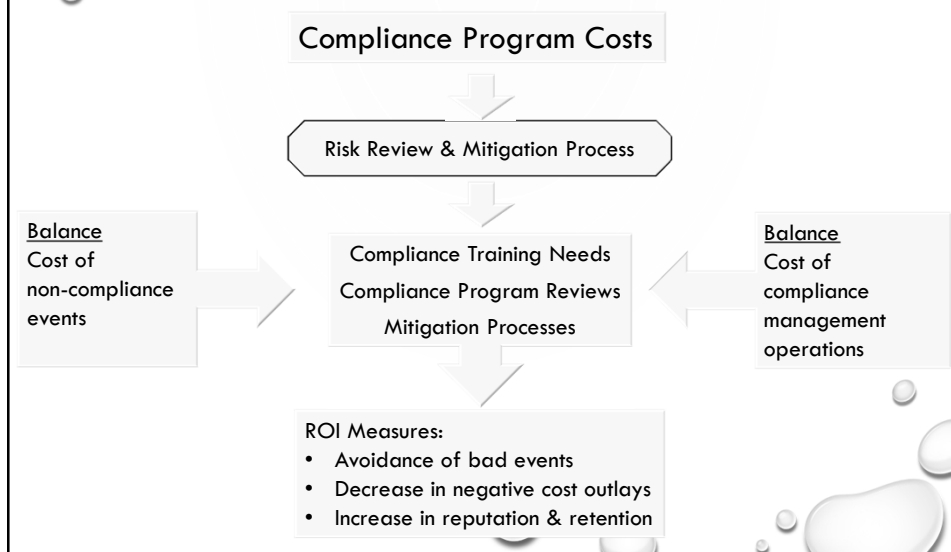 Compliance Program Costs
Risk Review & Mitigation Process
Balance
Cost of
non-compliance
events
Compliance Training Needs
Compliance Program Reviews
Mitigation Processes
Balance
Cost of
compliance
management
operations
ROI Measures:
• Avoidance of bad events
• Decrease in negative cost outlays
• Increase in reputation & retention